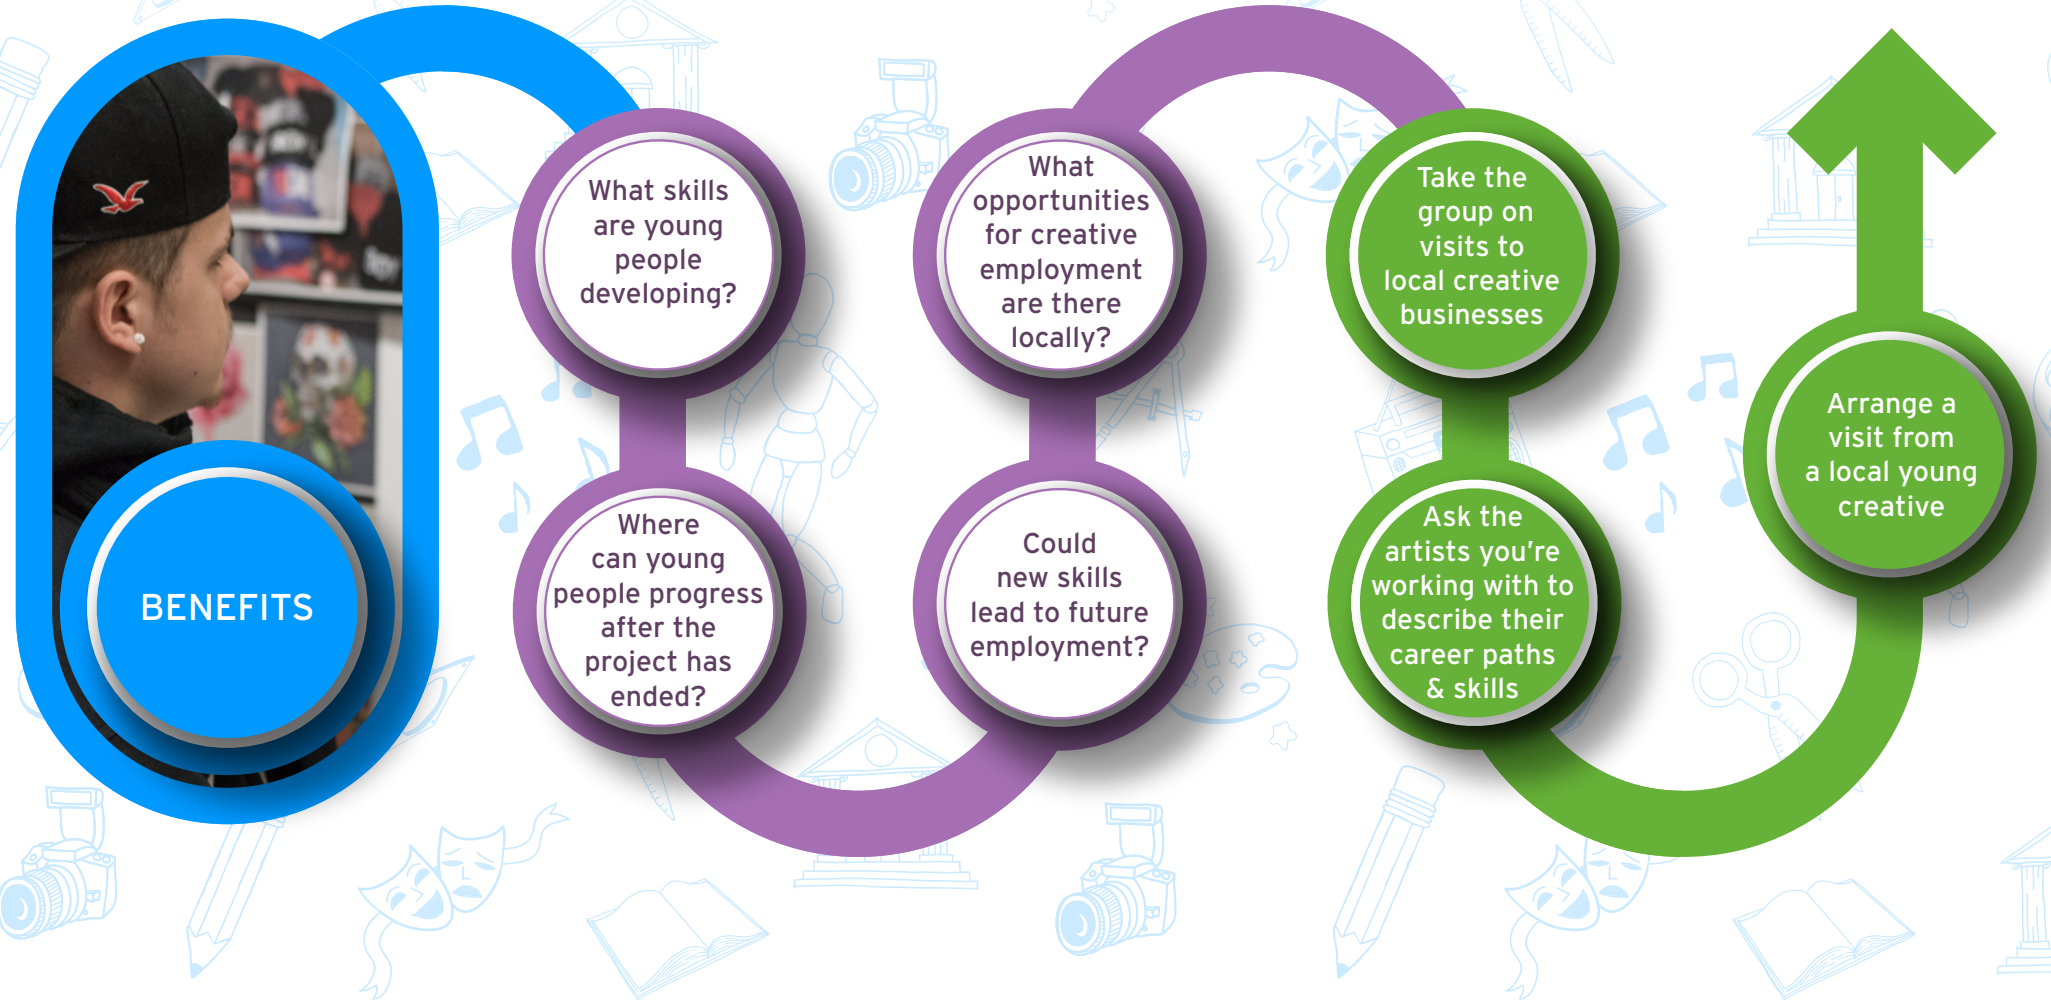 BENEFITS
What skills
are young
people
developing?
Where
can young
people progress
after the
project has
ended?
Could
new skills
lead to future
employment?
What
opportunities
for creative
employment
are there
locally?
Take the
group on
visits to
local creative
businesses
Ask the
artists you’re
working with to
describe their
career paths
& skills
Arrange a
visit from
a local young
creative